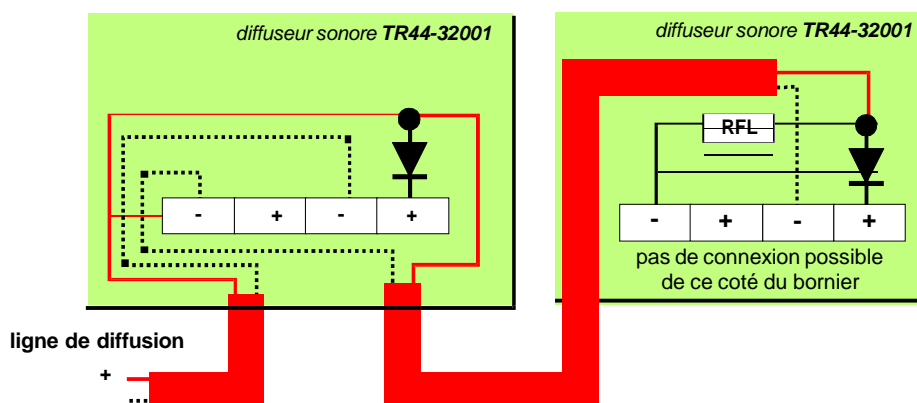 diffuseur sonore TR44-32001
diffuseur sonore TR44-32001
RFL
- + - +
- + - +
pas de connexion possible
de ce coté du bornier
ligne de diffusion
+